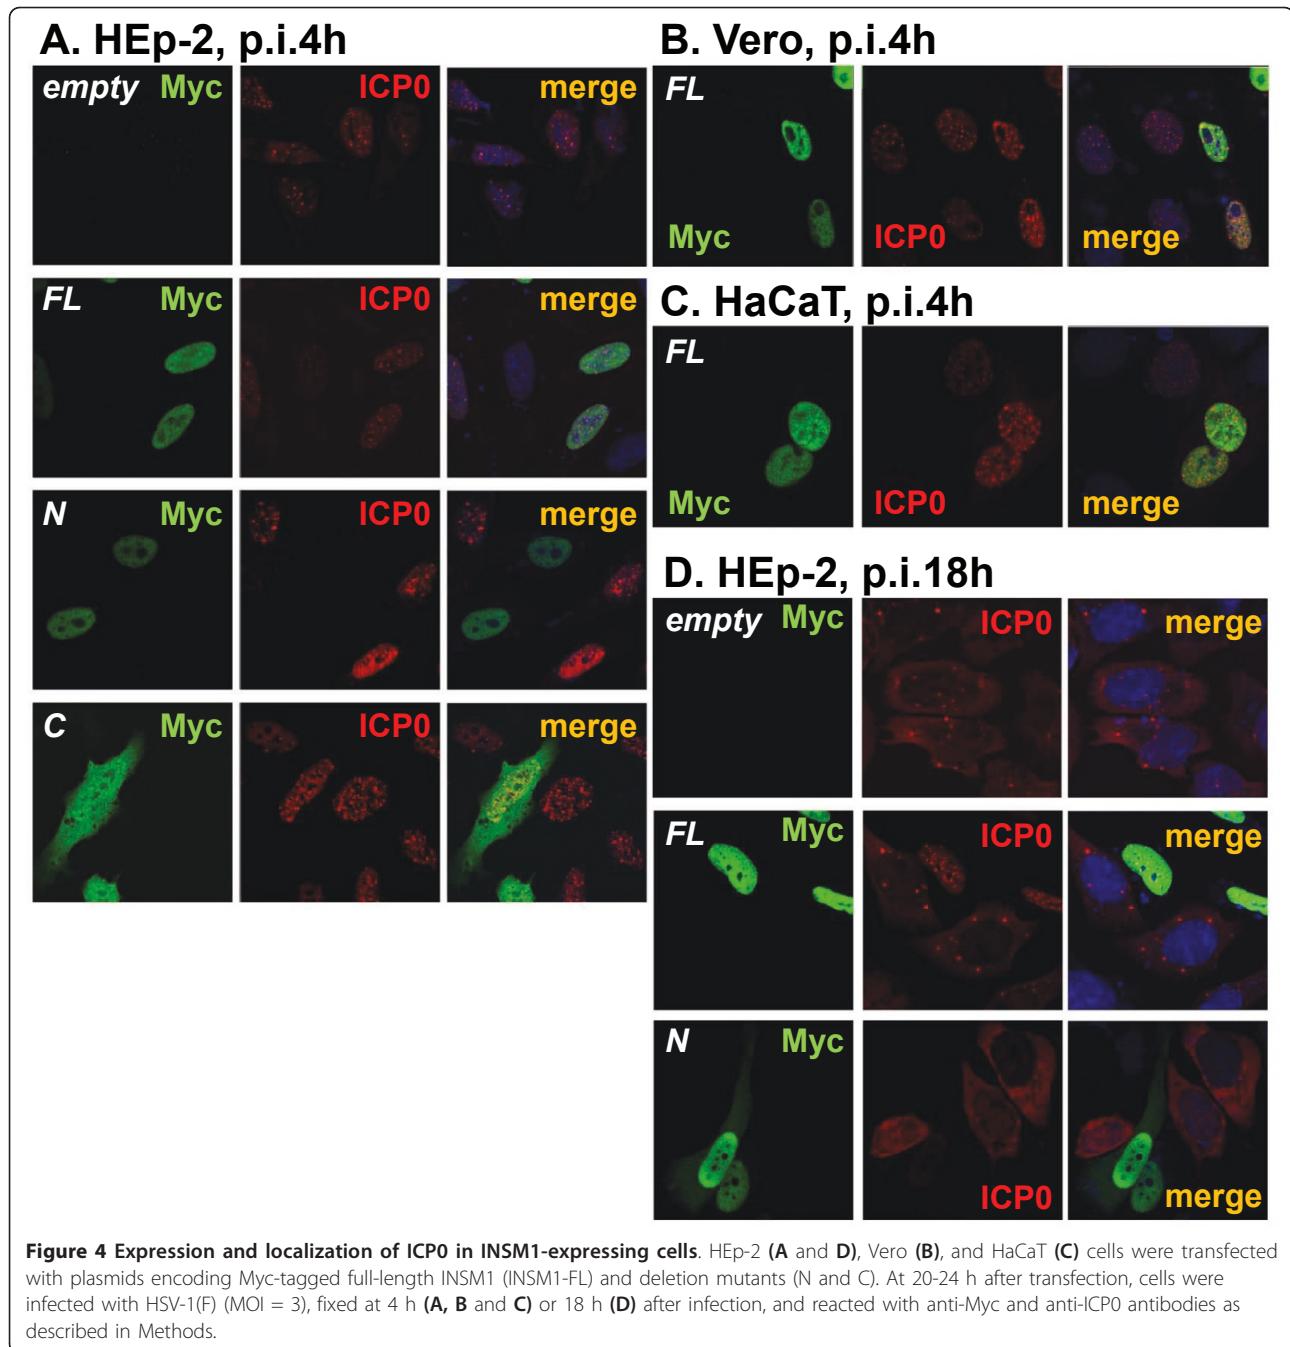 A. HEp-2, p.i.4h
empty Myc ICP0 merge
FL Myc ICP0 merge
N Myc ICP0 merge
C Myc ICP0 merge
B. Vero, p.i.4h
FL
Myc ICP0 merge
C. HaCaT, p.i.4h
FL
Myc ICP0 merge
D. HEp-2, p.i.18h
empty Myc ICP0 merge
FL Myc ICP0 merge
N Myc
ICP0 merge
Figure 4 Expression and localization of ICP0 in INSM1-expressing cells. HEp-2 (A and D), Vero (B), and HaCaT (C) cells were transfected
with plasmids encoding Myc-tagged full-length INSM1 (INSM1-FL) and deletion mutants (N and C). At 20-24 h after transfection, cells were
infected with HSV-1(F) (MOI = 3), fixed at 4 h (A, B and C) or 18 h (D) after infection, and reacted with anti-Myc and anti-ICP0 antibodies as
described in Methods.